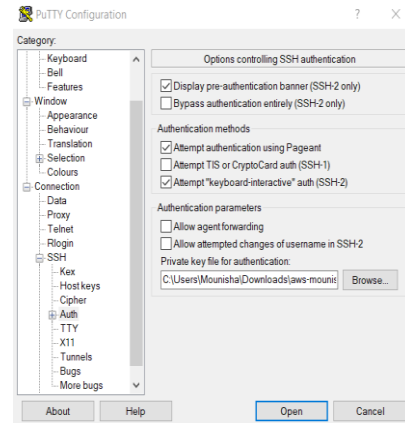 PuTTY Configuration
?
X
Category:
Keyboard
Bell
Features
Window
Appearance
Behaviour
Translation
Selection
Colours
Connection
Data
Proxy
Telnet
Rlogin
SSH
Kex
Host keys
Cipher
Auth
TTY
X11
Tunnels
Bugs
More bugs
Options controlling SSH authentication
Display pre-authentication banner (SSH-2 only)
Bypass authentication entirely (SSH-2 only)
Authentication methods
Attempt authentication using Pageant
Attempt TIS or CryptoCard auth (SSH-1)
Attempt "keyboard-interactive" auth (SSH-2)
Authentication parameters
Allow agent forwarding
Allow attempted changes of username in SSH-2
Private key file for authentication:
C:\Users\Mounisha\Downloads\aws-mounis Browse...
About Help Open Cancel